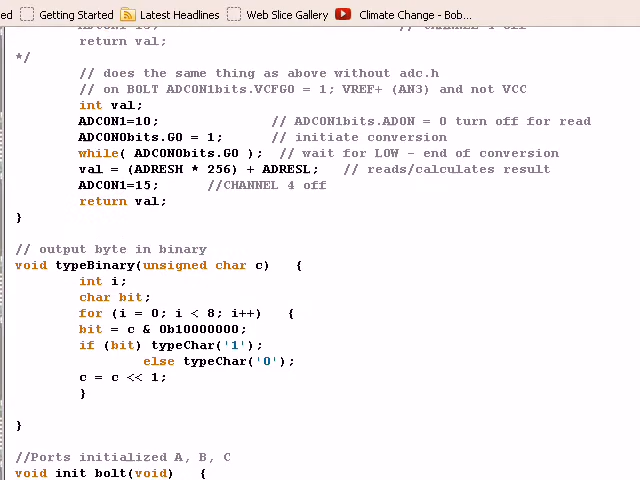 ed Getting Started Latest Headlines Web Slice Gallery Climate Change - Bob...
return val;
*/
// does the same thing as above without adc.h
// on BOLT ADCON1bits.VCFG0 = 1; VREF+ (AN3) and not VCC
int val;
ADCON1=10; // ADCON1bits.ADON = 0 turn off for read
ADCON0bits.GO = 1; // initiate conversion
while( ADCON0bits.GO ); // wait for LOW - end of conversion
val = (ADRESH * 256) + ADRESL; // reads/calculates result
ADCON1=15; //CHANNEL 4 off
return val;
}
// output byte in binary
void typeBinary(unsigned char c) {
int i;
char bit;
for (i = 0; i < 8; i++) {
bit = c & 0b10000000;
if (bit) typeChar('1');
else typeChar('0');
c = c << 1;
}
}
//Ports initialized A, B, C
void init_bolt(void) {